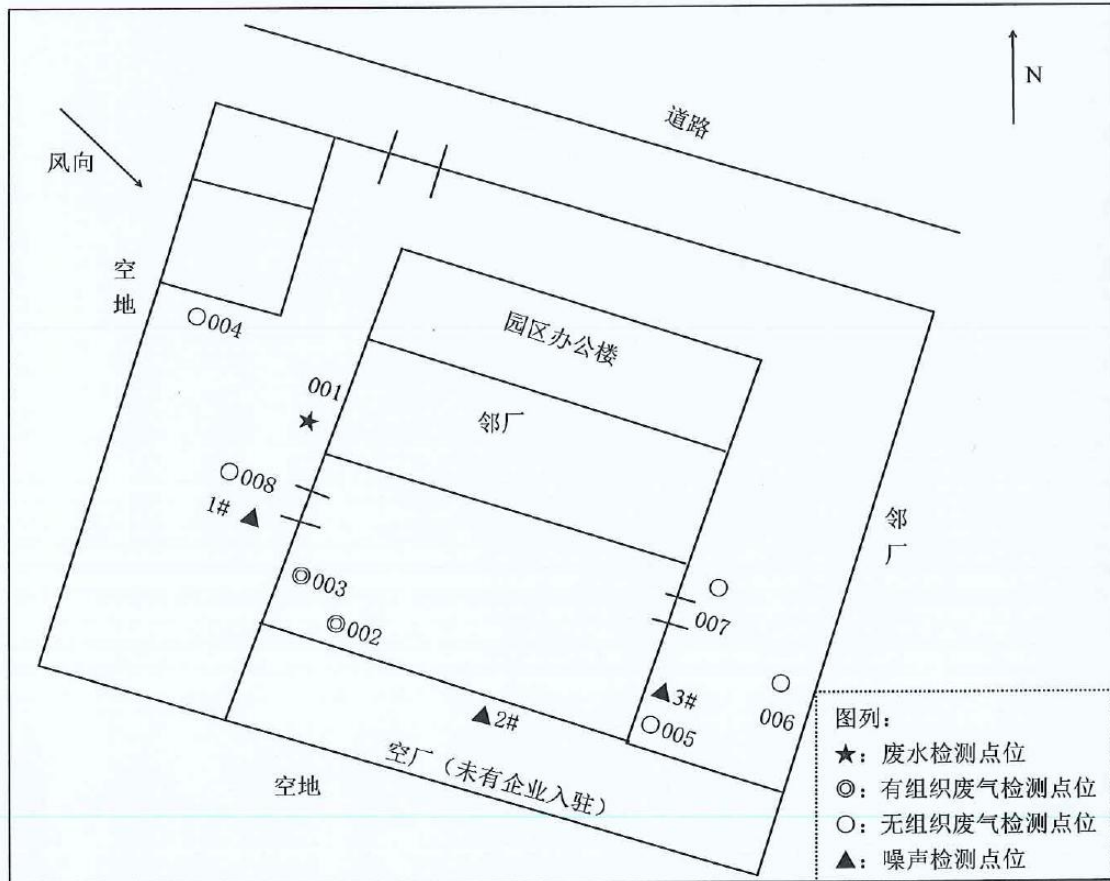 N
道路
风向
空地
004
园区办公楼
001
邻厂
008
1#
邻厂
003
002
007
3#
006
005
2#
空厂（未有企业入驻）
空地
图列：
★：废水检测点位
◎：有组织废气检测点位
○：无组织废气检测点位
▲：噪声检测点位